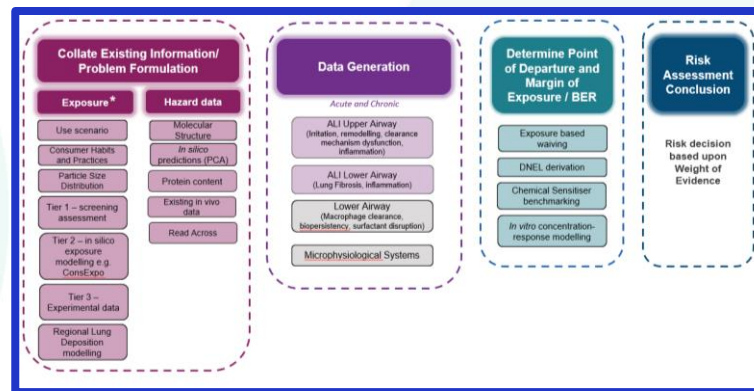 Collate Existing Information/
Problem Formulation
Exposure*
Use scenario
Consumer Habits and
Practices
Particle Size
Distribution
Tier 1 – screening
assessment
Tier 2 – in silico
exposure
modelling e.g.
ConsExpo
Tier 3 –
Experimental data
Regional Lung
Deposition
modelling
Hazard data
Molecular
Structure
In silico
predictions (PCA)
Protein content
Existing in vivo
data
Read Across
Data Generation
Acute and Chronic
ALI Upper Airway
(Irritation, remodelling, clearance
mechanism dysfunction,
inflammation)
ALI Lower Airway
(Lung Fibrosis, inflammation)
Lower Airway
(Macrophage clearance,
biopersistency, surfactant disruption)
Microphysiological Systems
Determine Point
of Departure and
Margin of
Exposure / BER
Exposure based
waiving
DNEL derivation
Chemical Sensitiser
benchmarking
In vitro concentration-
response modelling
Risk
Assessment
Conclusion
Risk decision
based upon
Weight of
Evidence